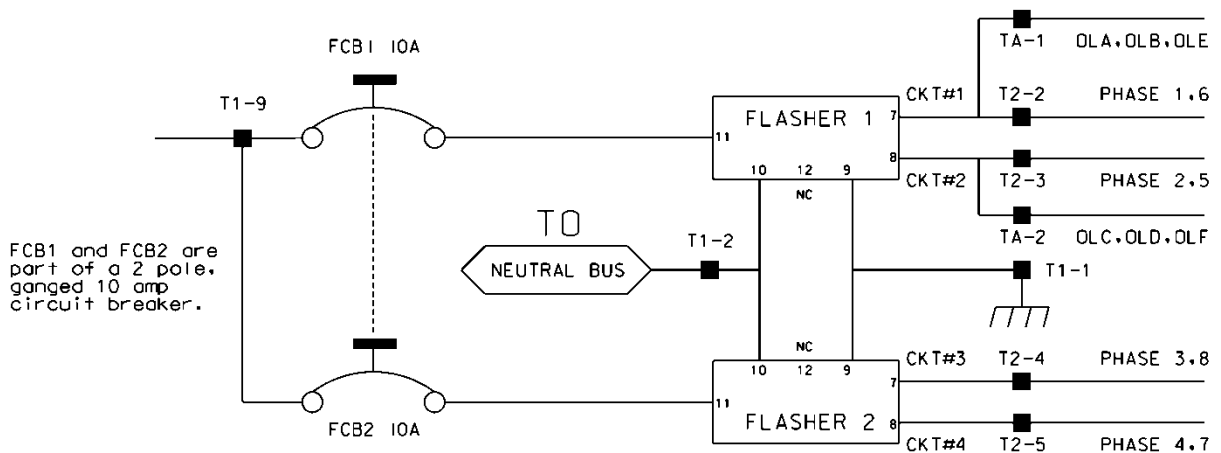 FCB1 10A
T1-9
TA-1 OLA,OLB,OLE
CKT#1 T2-2 PHASE 1,6
FLASHER 1
11
7
8
10 12 9
NC
CKT#2 T2-3 PHASE 2,5
TA-2 OLC,OLD,OLF
TO
NEUTRAL BUS
T1-2
T1-1
FCB1 and FCB2 are
part of a 2 pole,
ganged 10 amp
circuit breaker.
NC
10 12 9
CKT#3 T2-4 PHASE 3,8
7
11
FLASHER 2
8
FCB2 10A
CKT#4 T2-5 PHASE 4,7